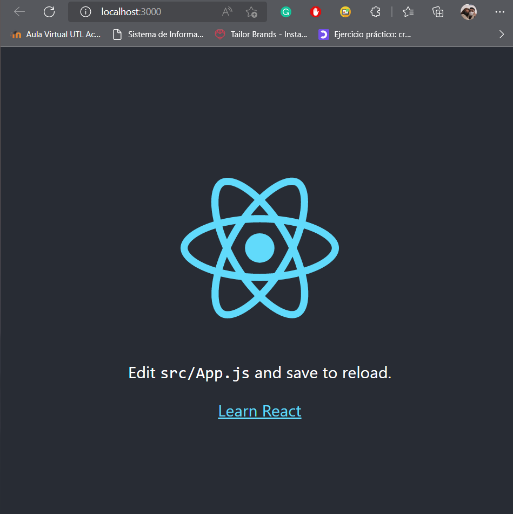 localhost:3000
Aula Virtual UTL Ac... Sistema de Informa... Tailor Brands - Insta... Ejercicio práctico: cr...
Edit src/App.js and save to reload.
Learn React